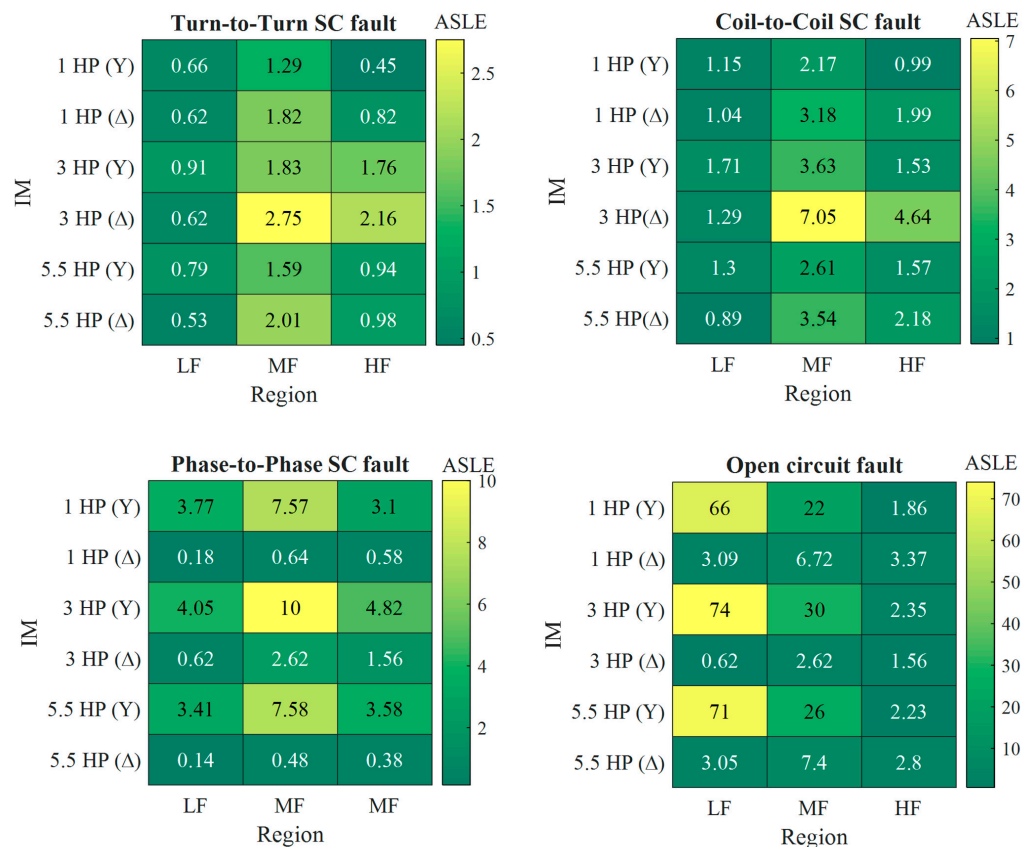 Turn-to-Turn SC fault
ASLE
IM
1 HP (Y) 0.66 1.29 0.45
1 HP (Δ) 0.62 1.82 0.82
3 HP (Y) 0.91 1.83 1.76
3 HP (Δ) 0.62 2.75 2.16
5.5 HP (Y) 0.79 1.59 0.94
5.5 HP (Δ) 0.53 2.01 0.98
LF MF HF
Region
2.5
2
1.5
1
0.5
Coil-to-Coil SC fault
ASLE
IM
1 HP (Y) 1.15 2.17 0.99
1 HP (Δ) 1.04 3.18 1.99
3 HP (Y) 1.71 3.63 1.53
3 HP(Δ) 1.29 7.05 4.64
5.5 HP (Y) 1.3 2.61 1.57
5.5 HP(Δ) 0.89 3.54 2.18
LF MF HF
Region
7
6
5
4
3
2
1
Phase-to-Phase SC fault
ASLE
IM
1 HP (Y) 3.77 7.57 3.1
1 HP (Δ) 0.18 0.64 0.58
3 HP (Y) 4.05 10 4.82
3 HP (Δ) 0.62 2.62 1.56
5.5 HP (Y) 3.41 7.58 3.58
5.5 HP (Δ) 0.14 0.48 0.38
LF MF MF
Region
10
8
6
4
2
Open circuit fault
ASLE
IM
1 HP (Y) 66 22 1.86
1 HP (Δ) 3.09 6.72 3.37
3 HP (Y) 74 30 2.35
3 HP (Δ) 0.62 2.62 1.56
5.5 HP (Y) 71 26 2.23
5.5 HP (Δ) 3.05 7.4 2.8
LF MF HF
Region
70
60
50
40
30
20
10